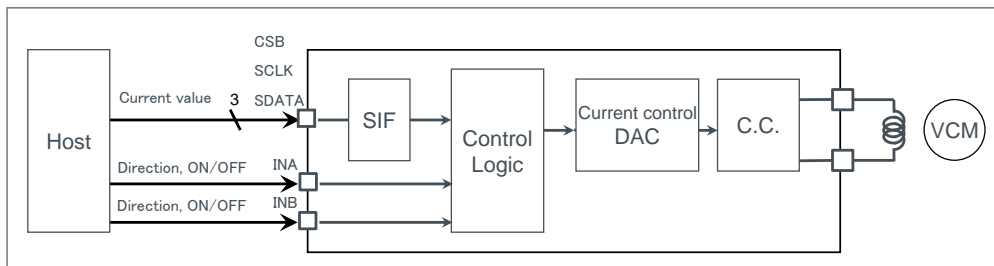 CSB
SCLK
SDATA
Current value
3
Host
SIF
Control
Logic
Current control
DAC
C.C.
VCM
Direction, ON/OFF
INA
Direction, ON/OFF
INB